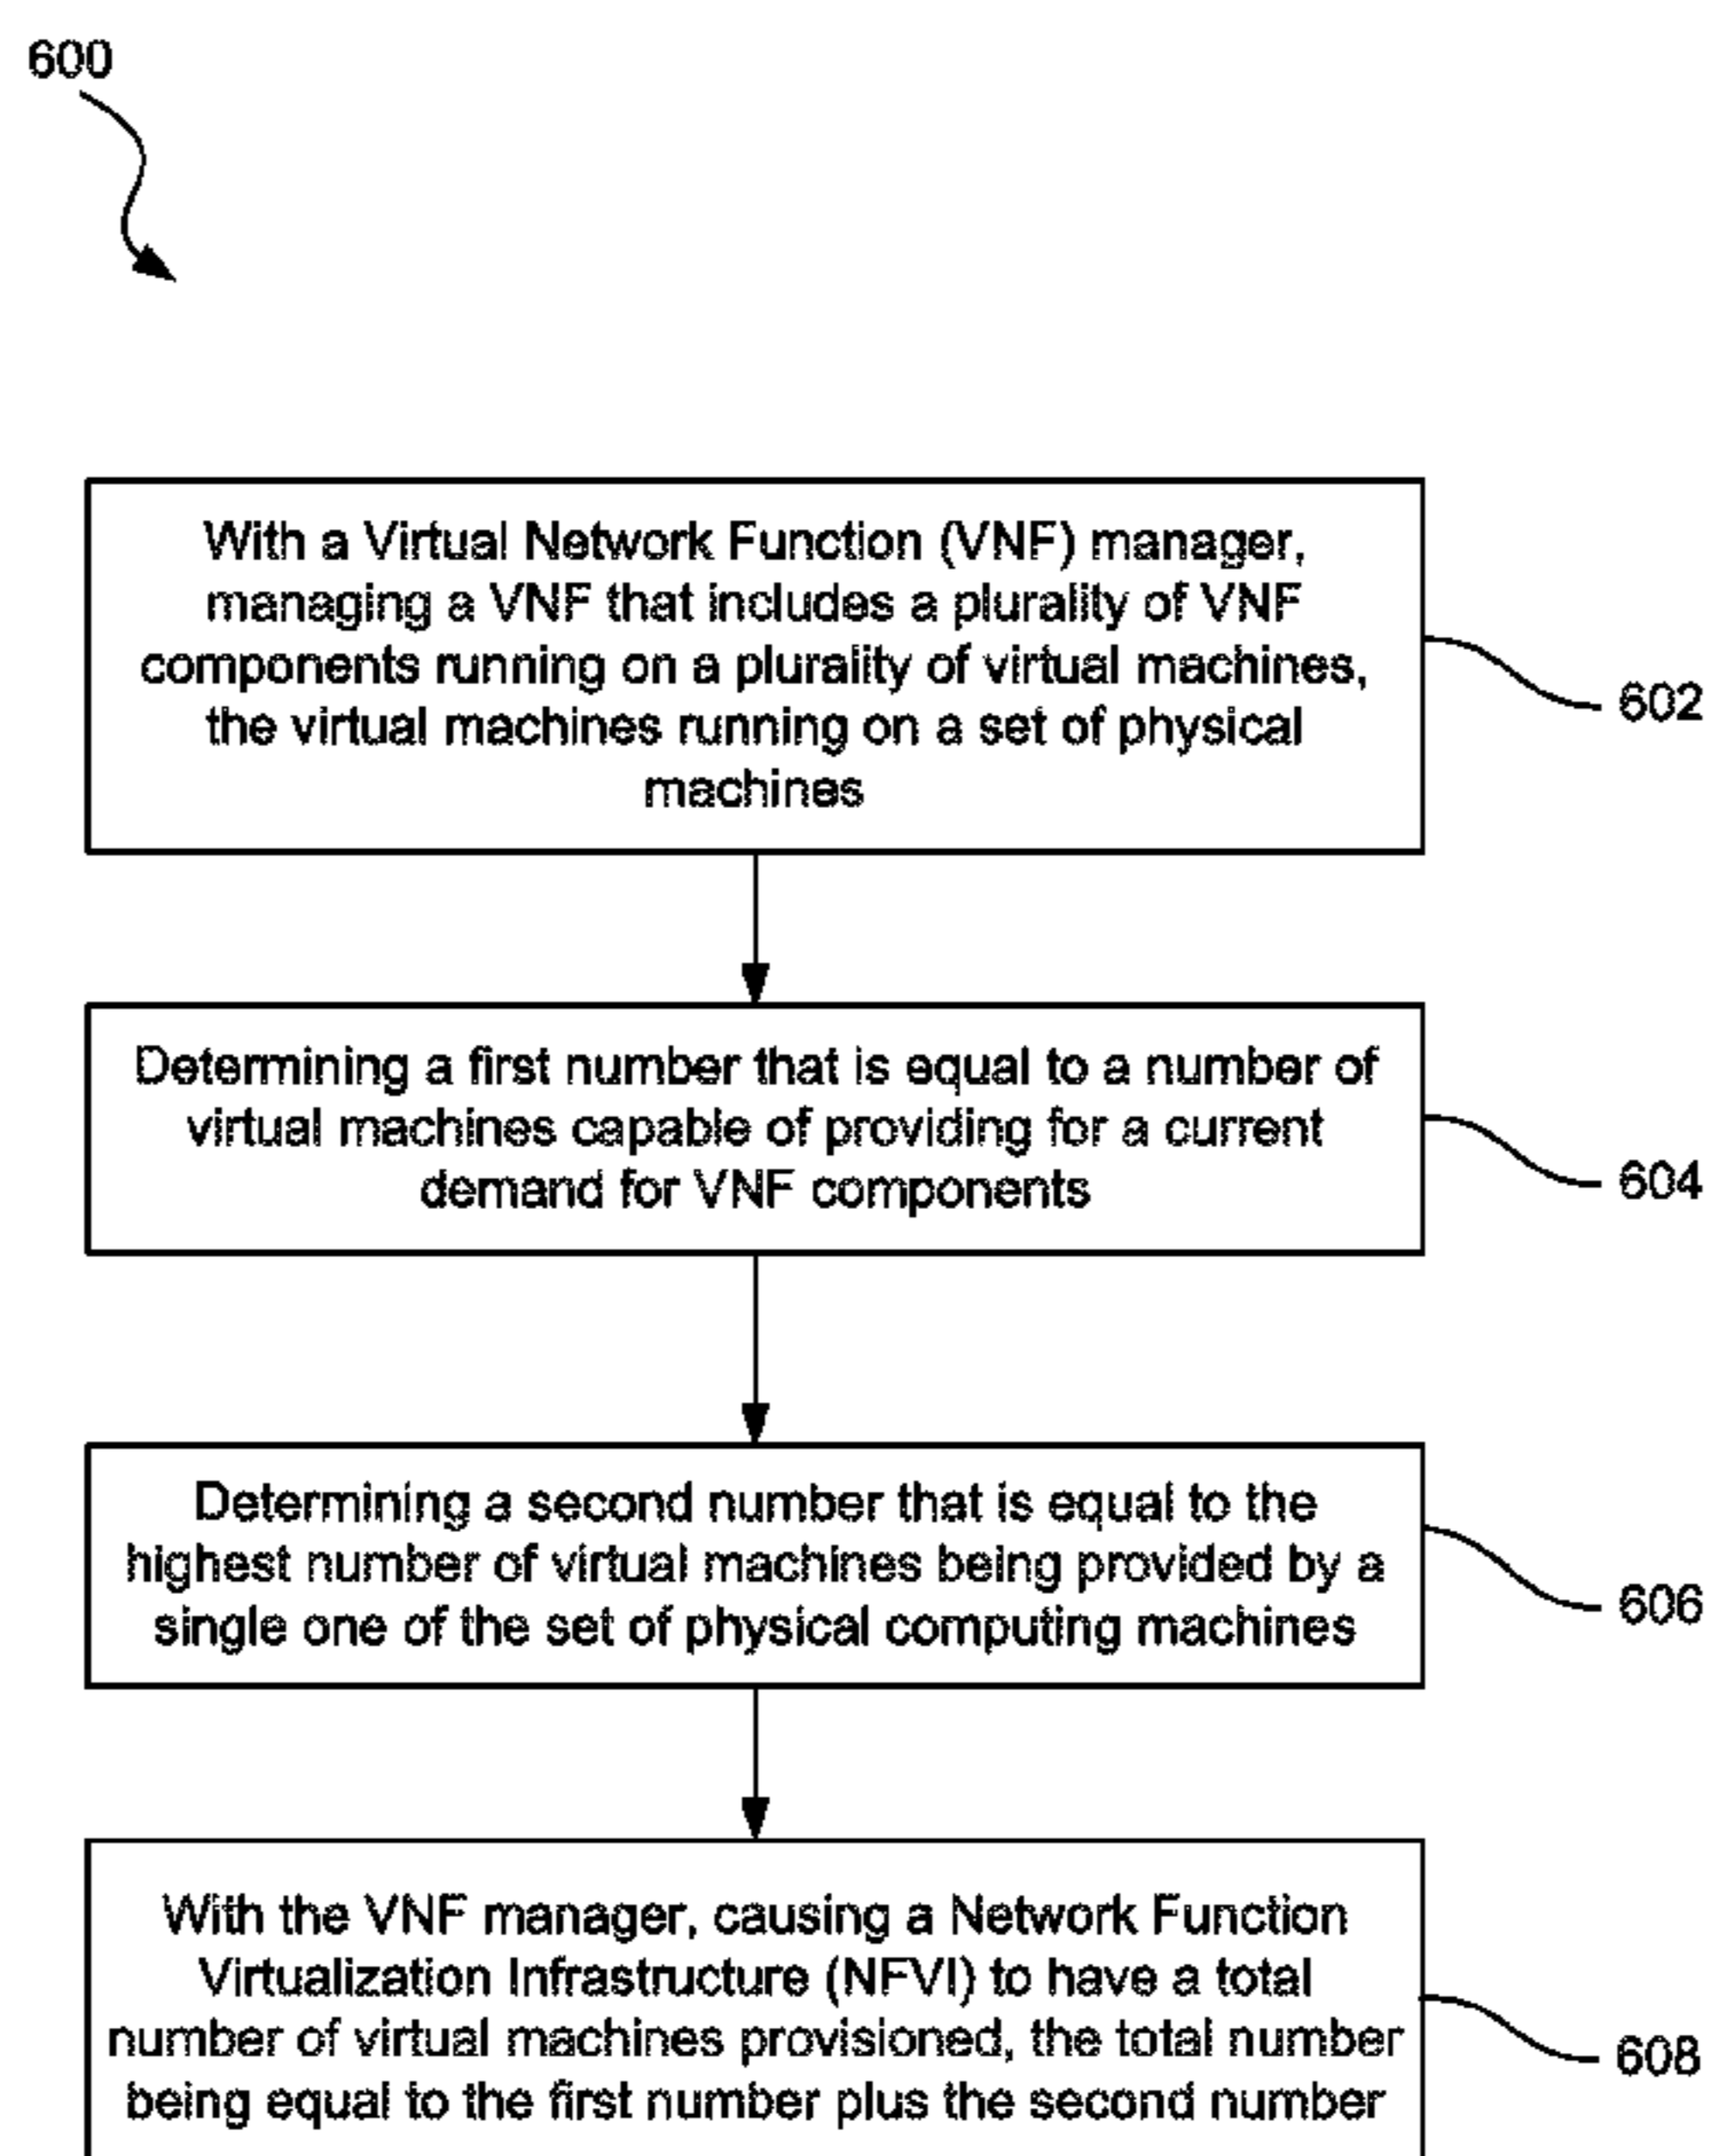 600
With a Virtual Network Function (VNF) manager,
managing a VNF that includes a plurality of VNF
components running on a plurality of virtual machines,
the virtual machines running on a set of physical
machines
602
Determining a first number that is equal to a number of
virtual machines capable of providing for a current
demand for VNF components
604
Determining a second number that is equal to the
highest number of virtual machines being provided by a
single one of the set of physical computing machines
606
With the VNF manager, causing a Network Function
Virtualization Infrastructure (NFVI) to have a total
number of virtual machines provisioned, the total number
being equal to the first number plus the second number
608